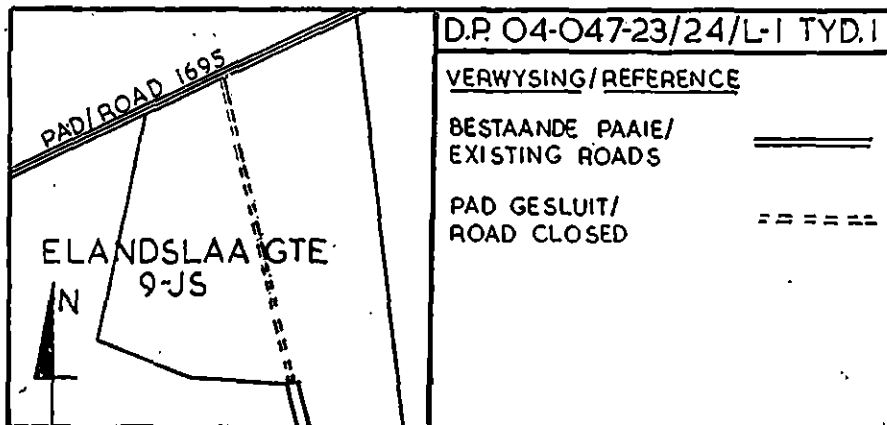 D.P. 04-047-23/24/L-1 TYD.1
VERWYSING/REFERENCE
BESTAANDE PAAIE/
EXISTING ROADS
PAD GESLUIT/
ROAD CLOSED
PAD/ROAD 1695
ELANDSLAAGTE
9-JS
N